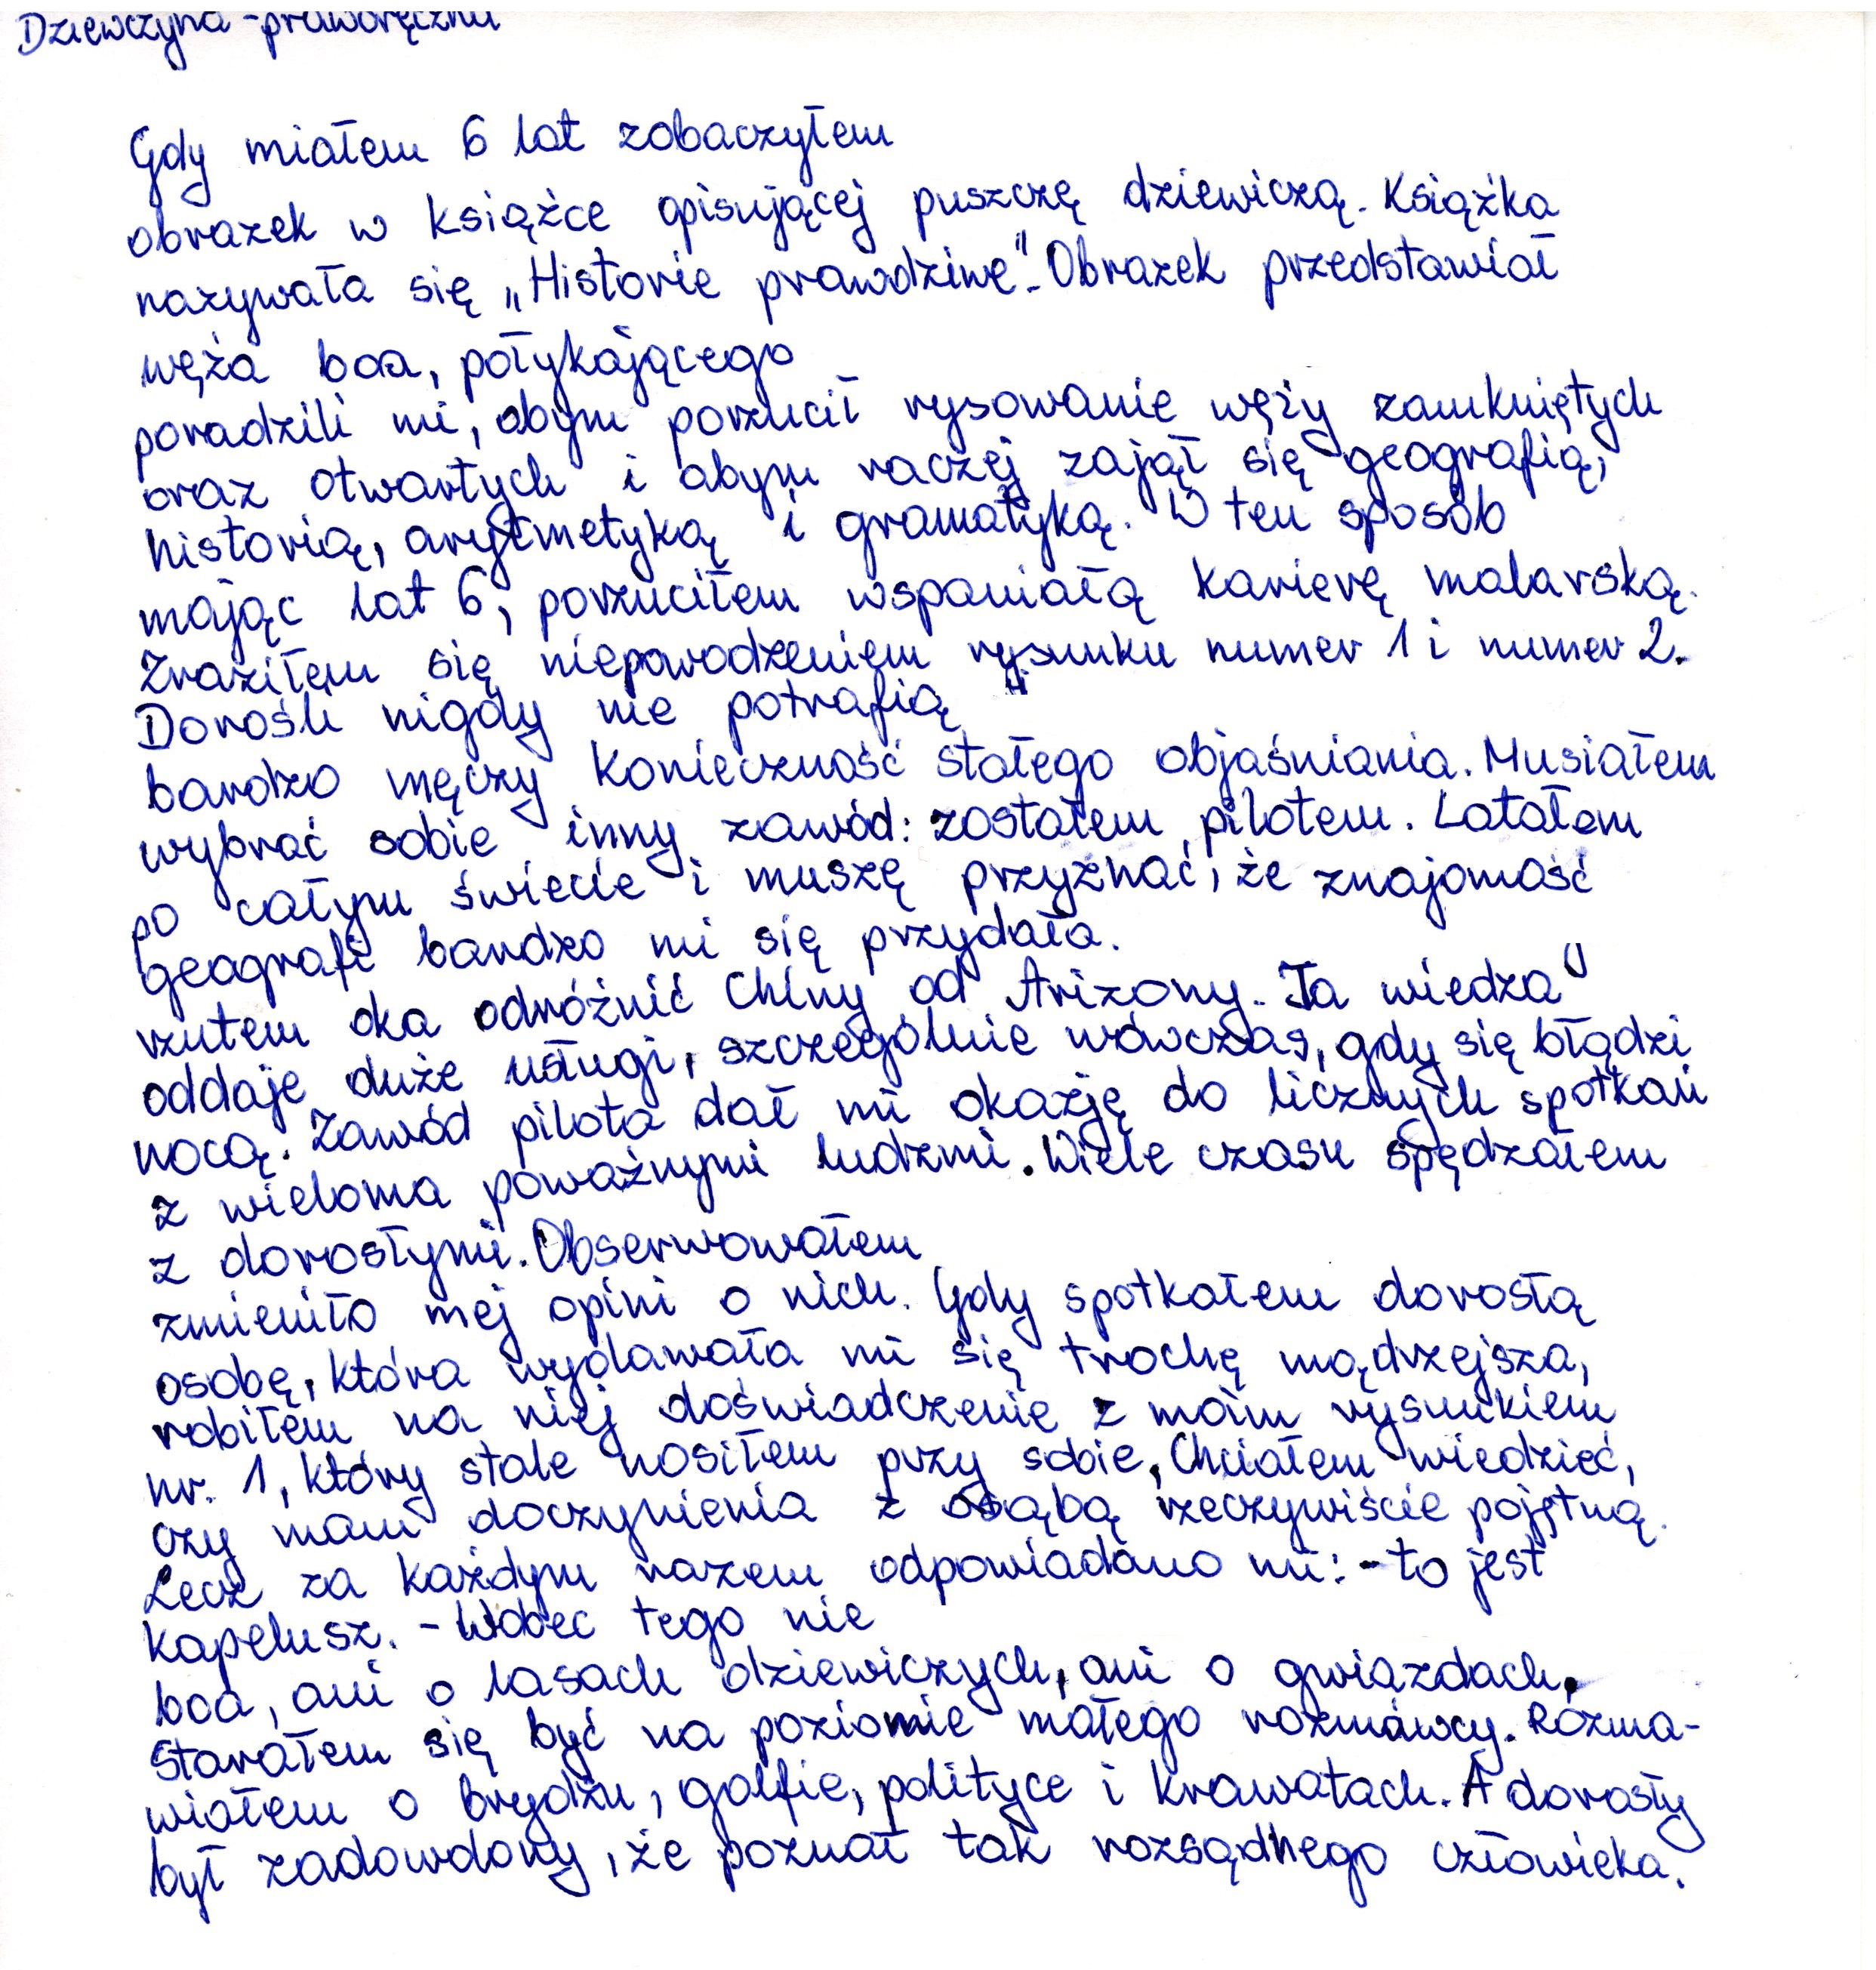 Dziewczyna - praworęczna
Gdy miałem 6 lat zobaczyłem
obrazek w książce opisującej puszczę dziewiczą. Książka
nazywała się „Historie prawdziwe". Obrazek przedstawiał
węża boa, połykającego
poradzili mi, abym porzucił rysowanie węży zamkniętych
oraz otwartych i abym raczej zajął się geografią,
historią, arytmetyką i gramatyką. W ten sposób
mając lat 6, porzuciłem wspaniałą karierę malarską.
Zraziłem się niepowodzeniem rysunku numer 1 i numer 2.
Dorośli nigdy nie potrafią
bardzo męczy konieczność stałego objaśniania. Musiałem
wybrać sobie inny zawód: zostałem pilotem. Latałem
po całym świecie i muszę przyznać, że znajomość
geografi bardzo mi się przydała.
rzutem oka odróżnić Chiny od Arizony. Ta wiedza
oddaje duże usługi, szczególnie wówczas, gdy się błądzi
nocą. Zawód pilota dał mi okazję do licznych spotkań
z wieloma poważnymi ludzmi. Wiele czasu spędzałem
z dorosłymi. Obserwowałem
zmieniło mej opini o nich. Gdy spotkałem dorosłą
osobę, która wydawała mi się trochę mądrzejsza,
robiłem na niej doświadczenie z moim rysunkiem
nr. 1, który stale nosiłem przy sobie, Chciałem wiedzieć,
czy mam doczynienia z osąbą rzeczywiście pojętną.
Lecz za każdym razem odpowiadano mi: - to jest
kapelusz. - Wobec tego nie
boa, ani o lasach dziewiczych, ani o gwiazdach.
Starałem się być na poziomie małego rozmówcy. Rozma-
wiałem o brydżu, golfie, polityce i krawatach. A dorosły
był zadowolony, że poznał tak rozsądnego człowieka.